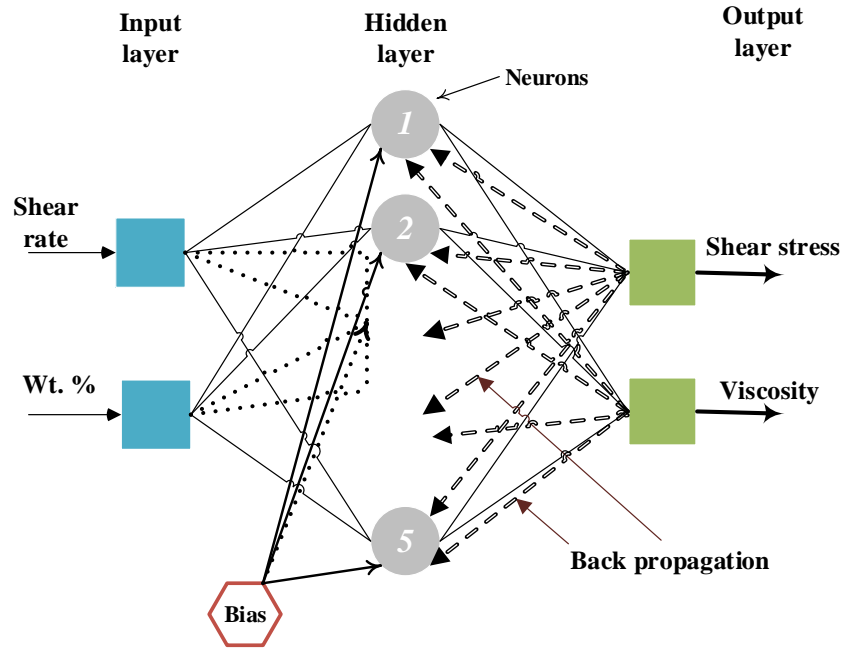 Input
layer
Hidden
layer
Output
layer
Neurons
1
Shear
rate
2
Shear stress
Wt. %
Viscosity
5
Back propagation
Bias